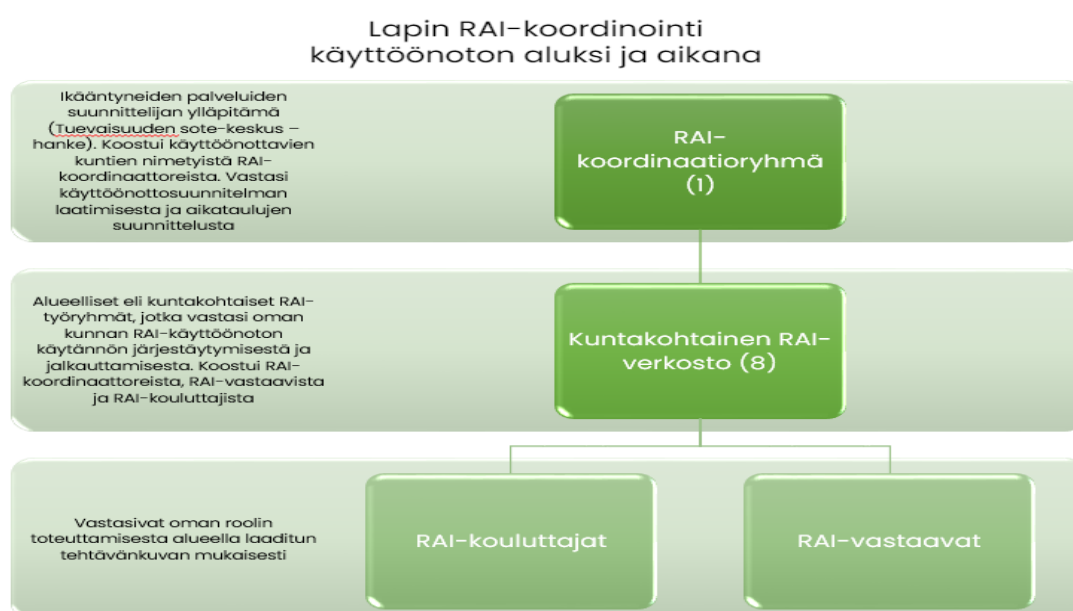 Lapin RAI-koordinointi
käyttöönoton aluksi ja aikana
Ikääntyneiden palveluiden
suunnittelijan ylläpitämä
(Tuevaisuuden sote-keskus –
hanke). Koostui käyttöönottavien
kuntien nimetyistä RAI-
koordinaattoreista. Vastasi
käyttöönottosuunnitelman
laatimisesta ja aikataulujen
suunnittelusta
RAI-
koordinaatioryhmä
(1)
Alueelliset eli kuntakohtaiset RAI-
työryhmät, jotka vastasi oman
kunnan RAI-käyttöönoton
käytännön järjestäytymisestä ja
jalkauttamisesta. Koostui RAI-
koordinaattoreista, RAI-vastaavista
ja RAI-kouluttajista
Kuntakohtainen RAI-
verkosto (8)
Vastasivat oman roolin
toteuttamisesta alueella laaditun
tehtävänkuvan mukaisesti
RAI-kouluttajat
RAI-vastaavat